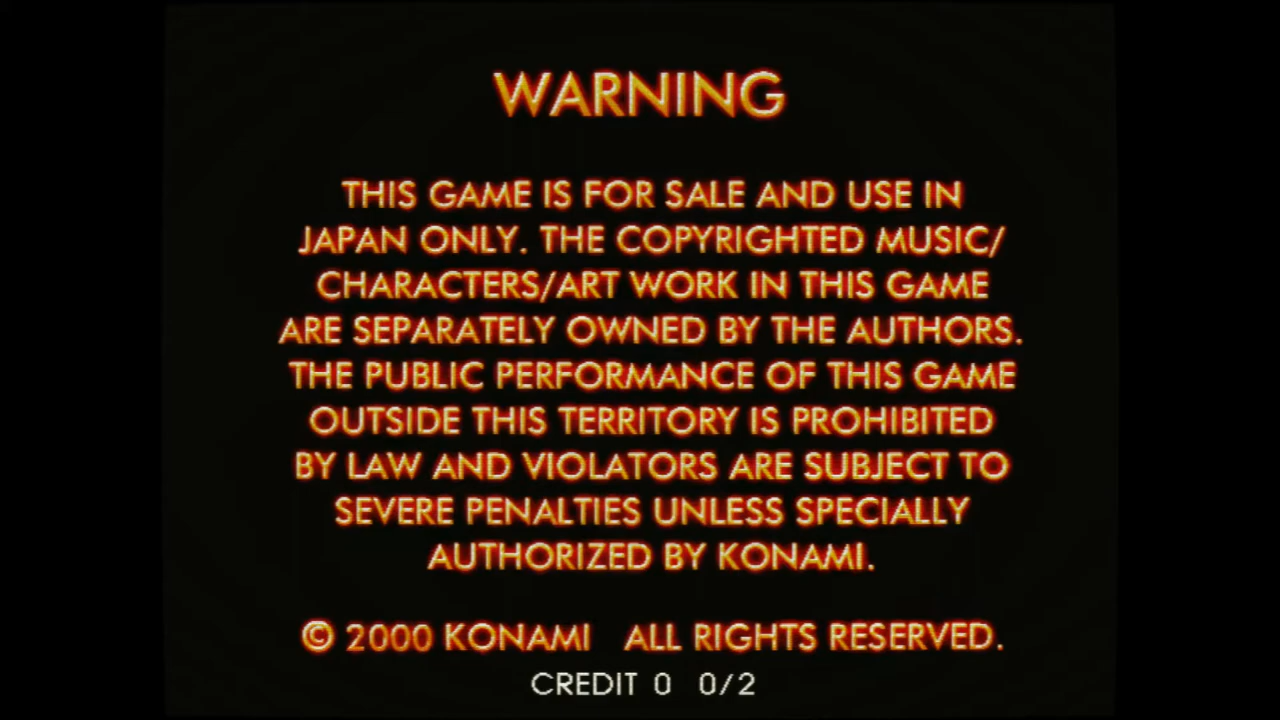 WARNING
THIS GAME IS FOR SALE AND USE IN
JAPAN ONLY. THE COPYRIGHTED MUSIC/
CHARACTERS/ART WORK IN THIS GAME
ARE SEPARATELY OWNED BY THE AUTHORS.
THE PUBLIC PERFORMANCE OF THIS GAME
OUTSIDE THIS TERRITORY IS PROHIBITED
BY LAW AND VIOLATORS ARE SUBJECT TO
SEVERE PENALTIES UNLESS SPECIALLY
AUTHORIZED BY KONAMI.
© 2000 KONAMI ALL RIGHTS RESERVED.
CREDIT 0 0/2